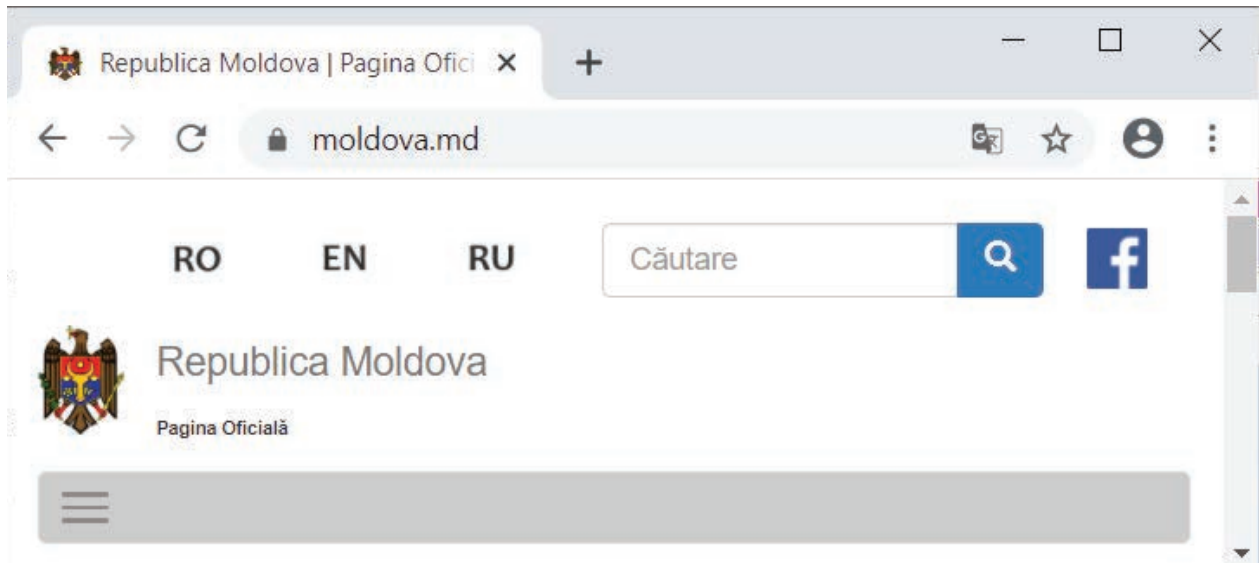 Republica Moldova | Pagina Ofici
moldova.md
RO EN RU Căutare
Republica Moldova
Pagina Oficială